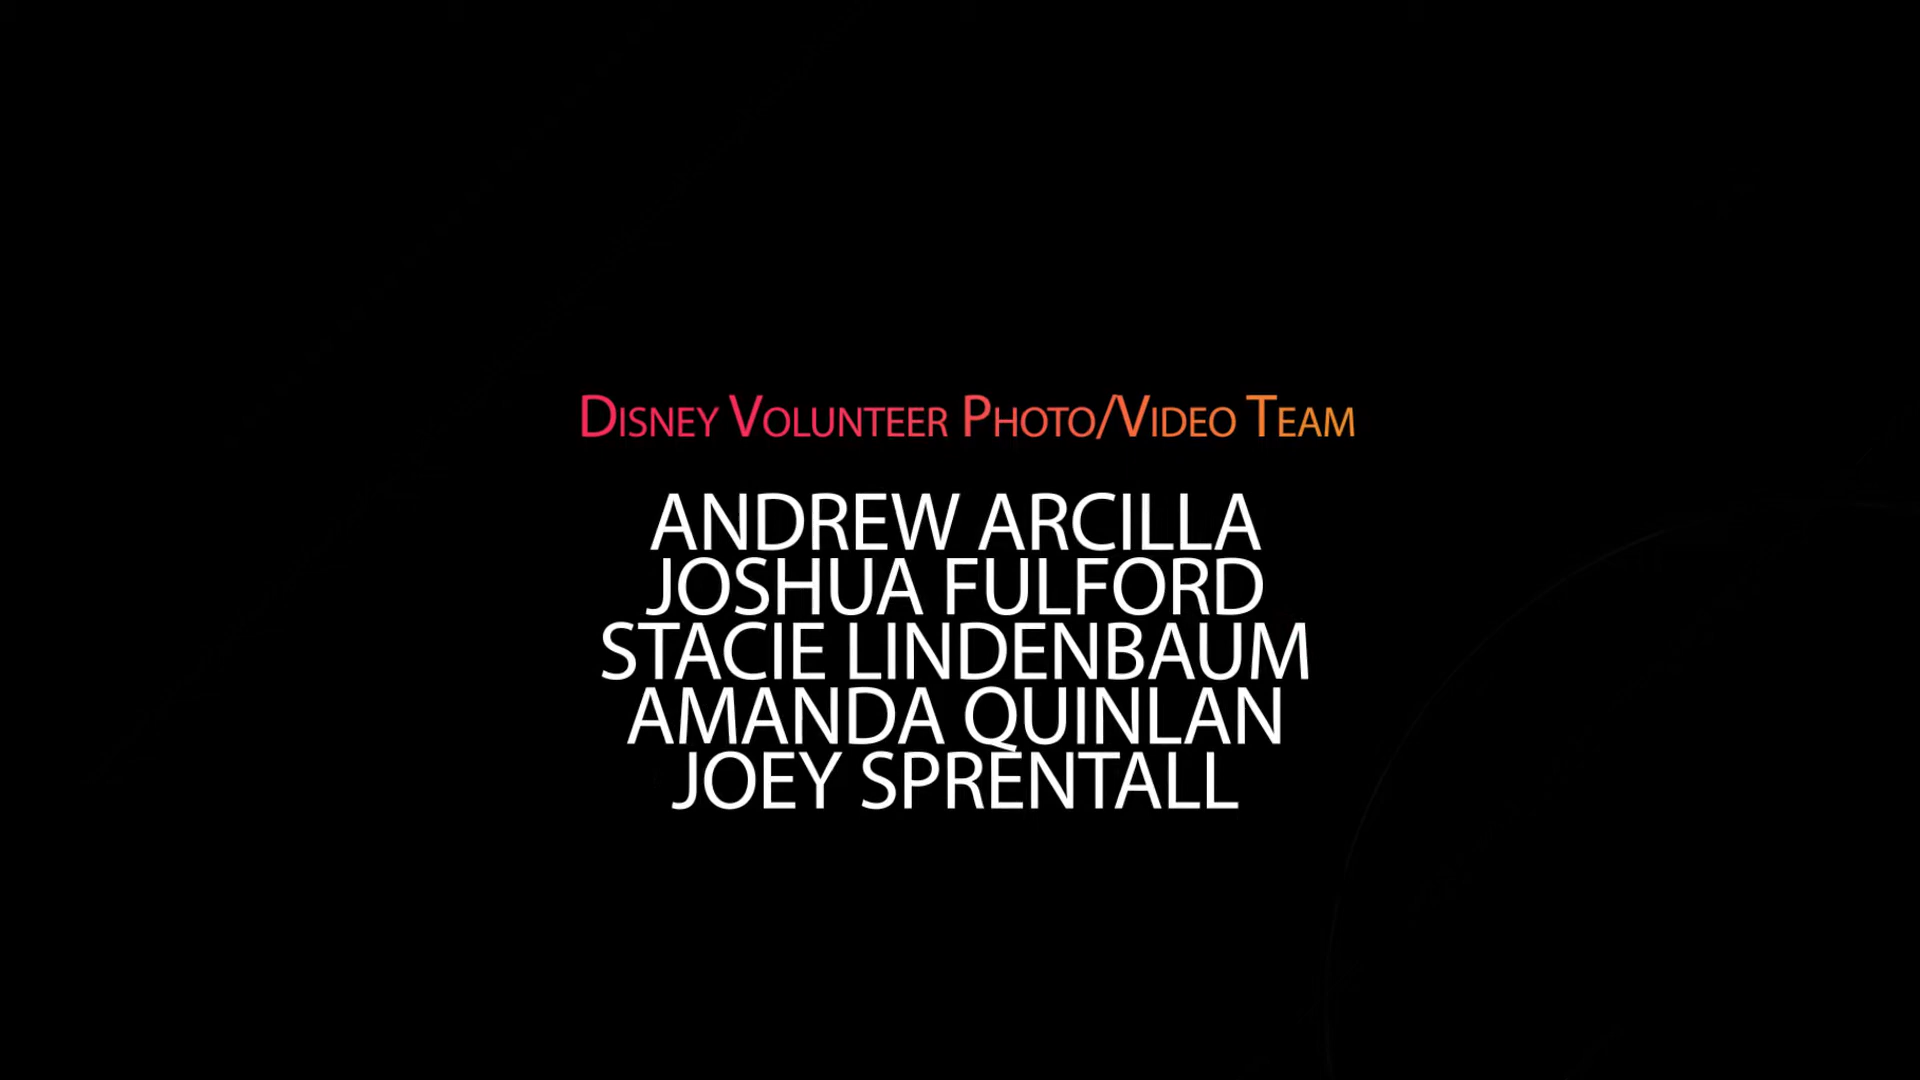 Disney Volunteer Photo/Video Team
ANDREW ARCILLA
JOSHUA FULFORD
STACIE LINDENBAUM
AMANDA QUINLAN
JOEY SPRENTALL